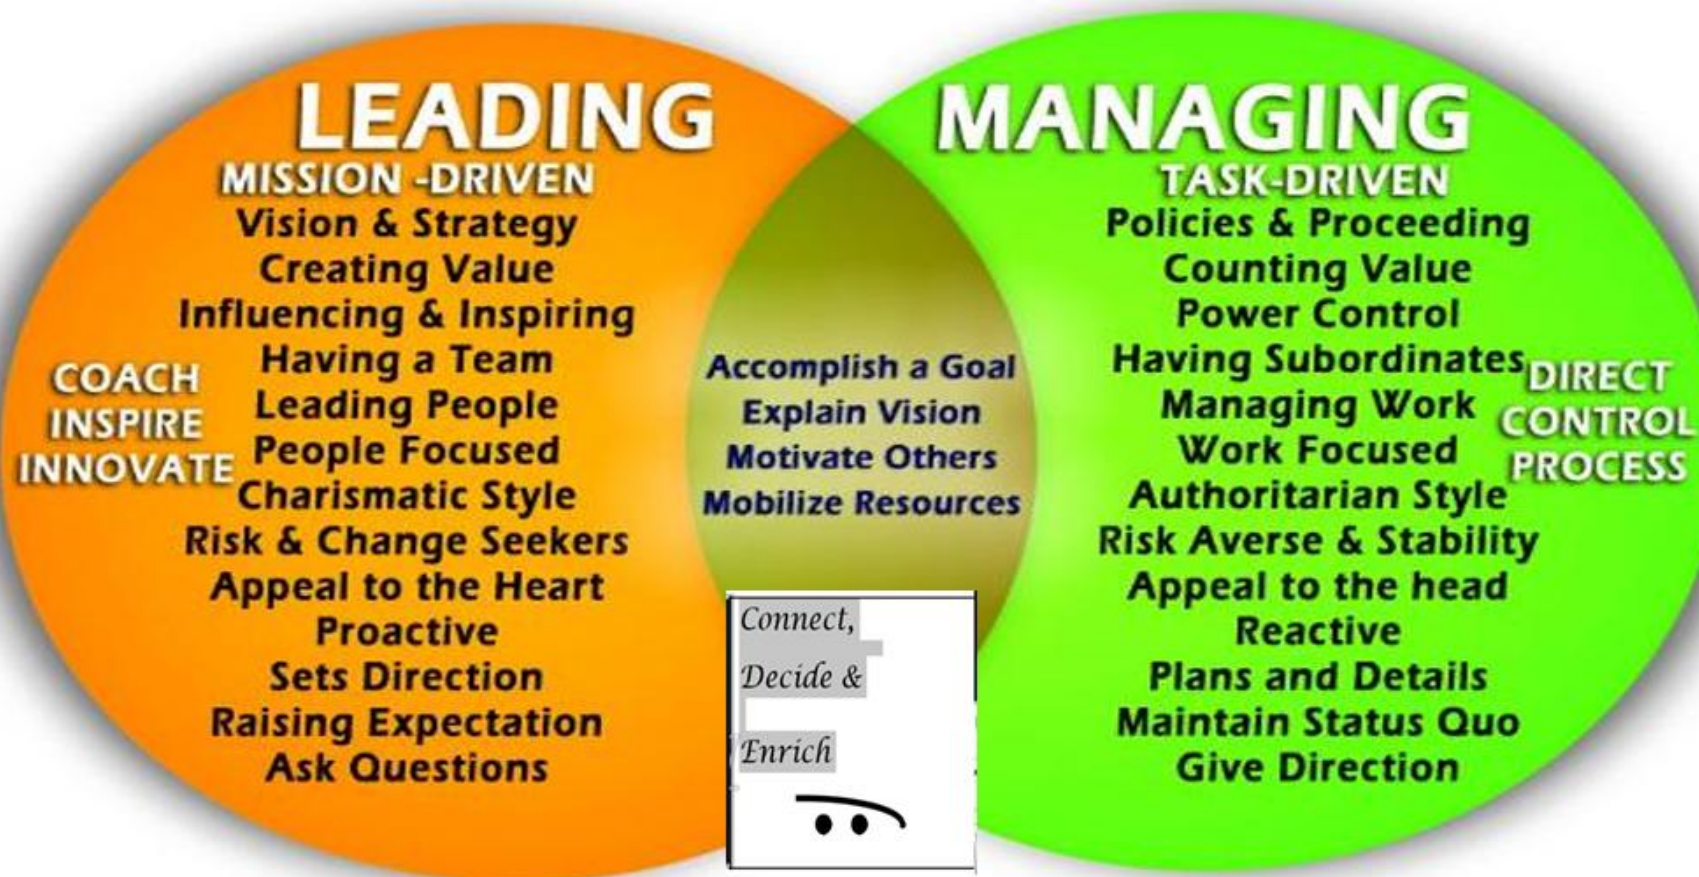 LEADING
MISSION -DRIVEN
Vision & Strategy
Creating Value
Influencing & Inspiring
Having a Team
Leading People
People Focused
Charismatic Style
Risk & Change Seekers
Appeal to the Heart
Proactive
Sets Direction
Raising Expectation
Ask Questions
COACH
INSPIRE
INNOVATE
Accomplish a Goal
Explain Vision
Motivate Others
Mobilize Resources
Connect,
Decide &
Enrich
MANAGING
TASK-DRIVEN
Policies & Proceeding
Counting Value
Power Control
Having Subordinates
Managing Work
Work Focused
Authoritarian Style
Risk Averse & Stability
Appeal to the head
Reactive
Plans and Details
Maintain Status Quo
Give Direction
DIRECT
CONTROL
PROCESS